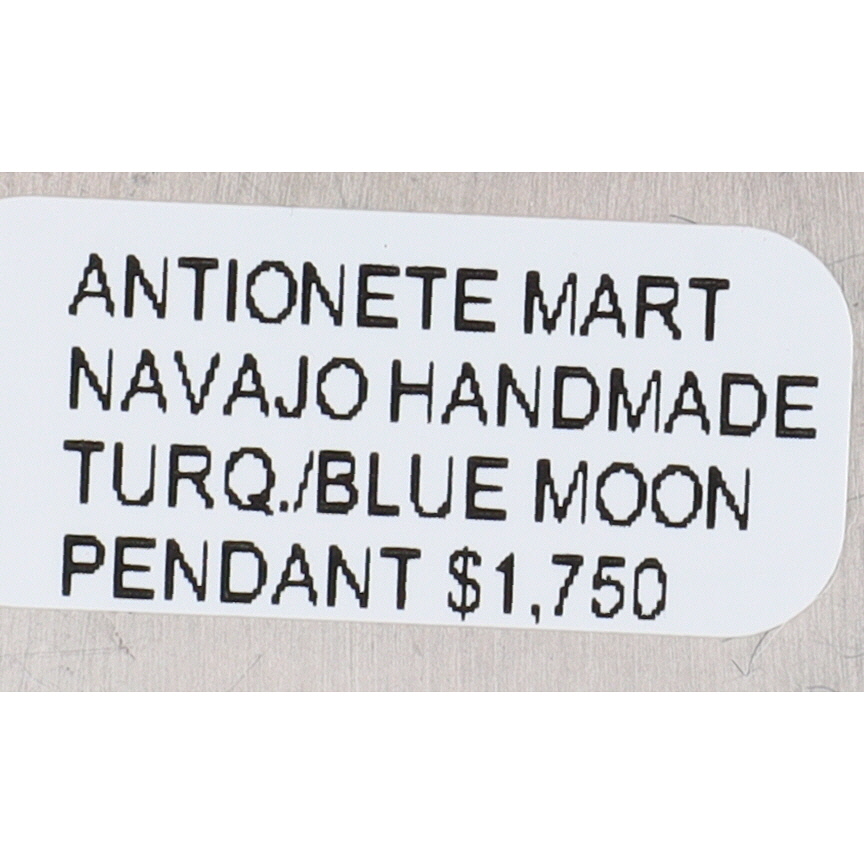 ANTIONETE MART
NAVAJO HANDMADE
TURQ./BLUE MOON
PENDANT $1,750